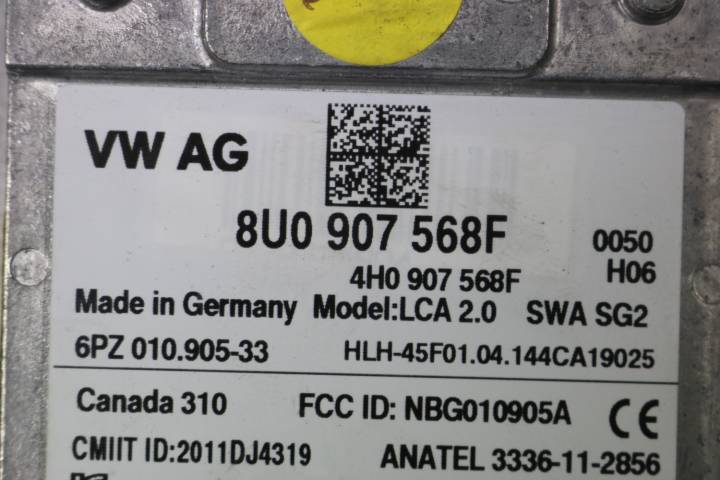 VW AG
8U0 907 568F 0050
4H0 907 568F H06
Made in Germany Model:LCA 2.0 SWA SG2
6PZ 010.905-33 HLH-45F01.04.144CA19025
Canada 310 FCC ID: NBG010905A CE
CMIIT ID:2011DJ4319 ANATEL 3336-11-2856